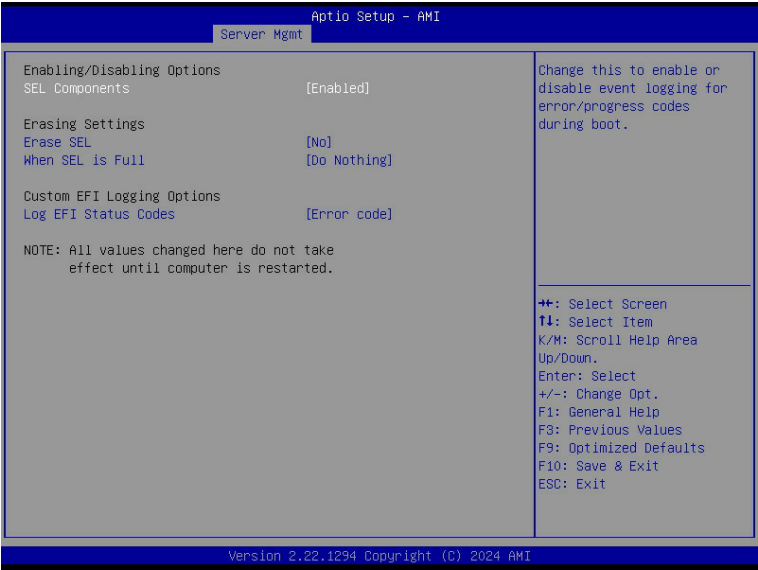 Aptio Setup – AMI
Server Mgmt
Enabling/Disabling Options
SEL Components [Enabled]
Erasing Settings
Erase SEL [No]
When SEL is Full [Do Nothing]
Custom EFI Logging Options
Log EFI Status Codes [Error code]
NOTE: All values changed here do not take
effect until computer is restarted.
Change this to enable or
disable event logging for
error/progress codes
during boot.
→←: Select Screen
↑↓: Select Item
K/M: Scroll Help Area
Up/Down.
Enter: Select
+/-: Change Opt.
F1: General Help
F3: Previous Values
F9: Optimized Defaults
F10: Save & Exit
ESC: Exit
Version 2.22.1294 Copyright (C) 2024 AMI